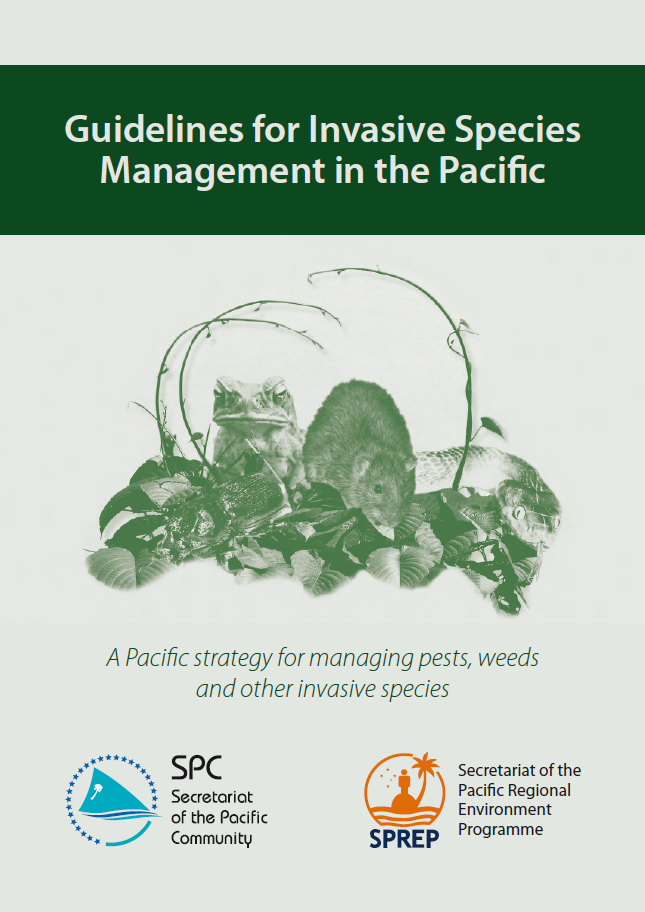 Guidelines for Invasive Species
Management in the Pacific
A Pacific strategy for managing pests, weeds
and other invasive species
SPC
Secretariat
of the Pacific
Community
SPREP
Secretariat of the
Pacific Regional
Environment
Programme